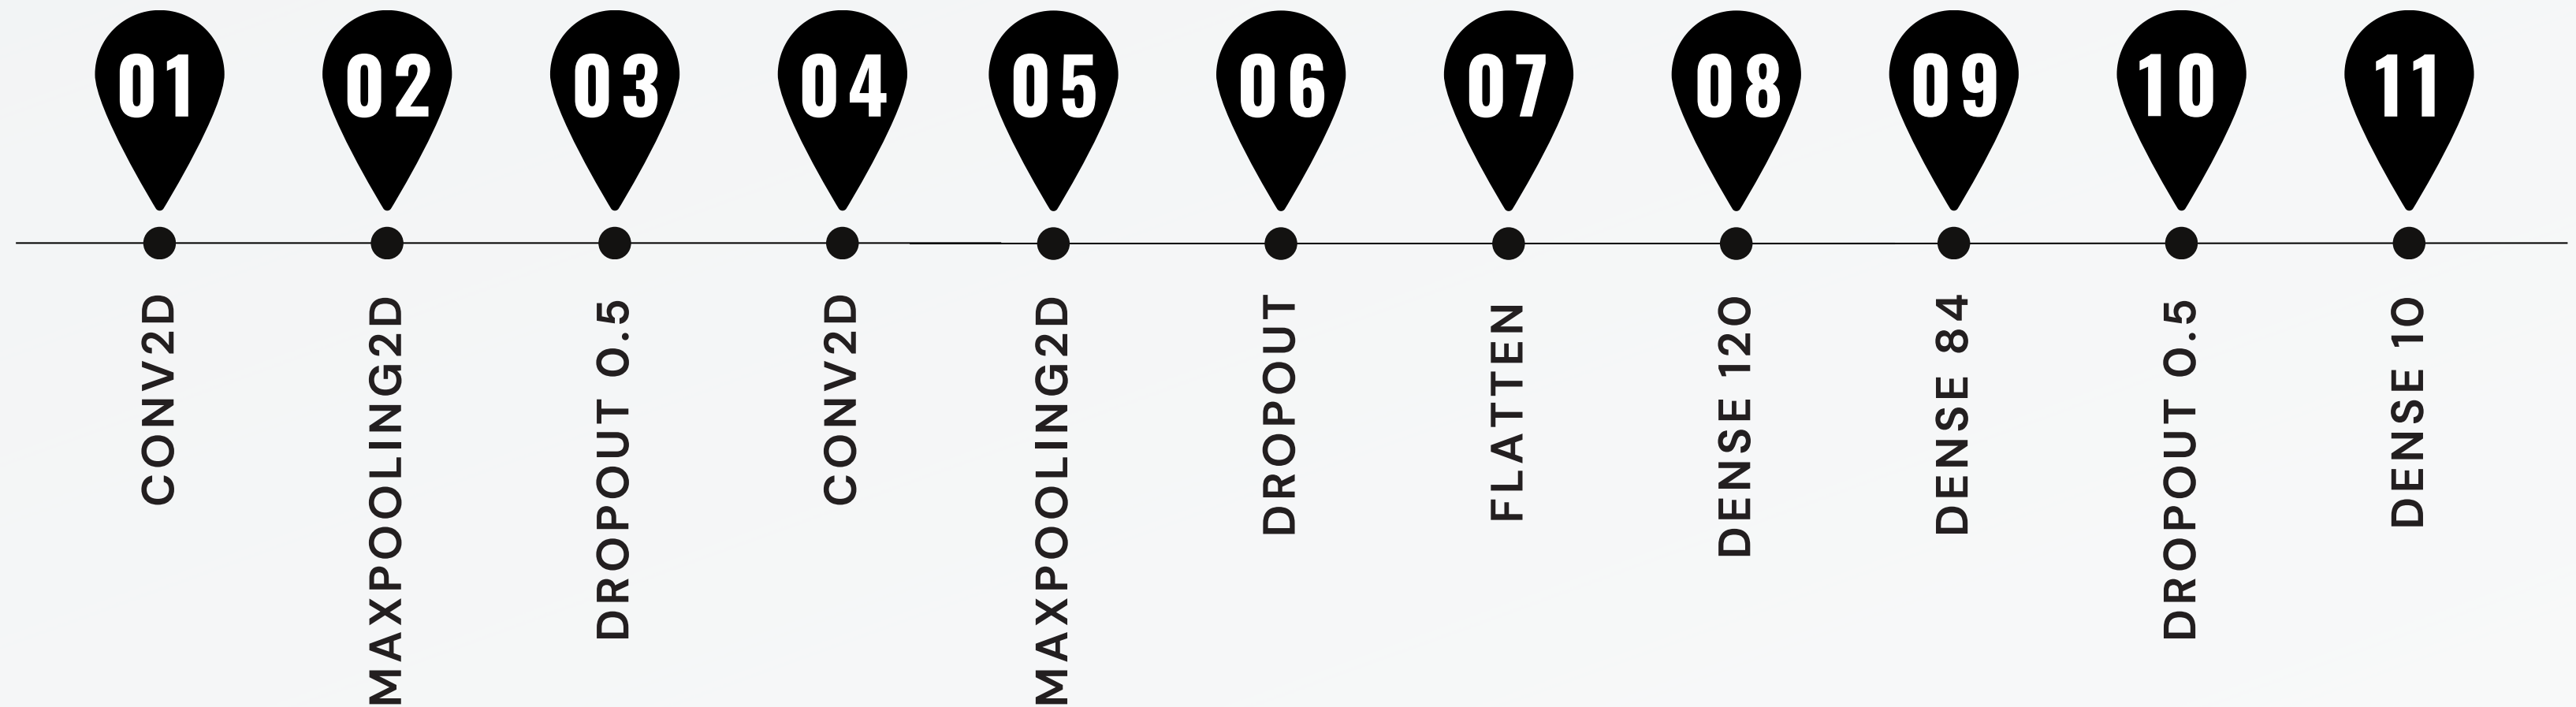 01
02
03
04
05
06
07
08
09
10
11
CONV2D
MAXPOOLING2D
DROPOUT 0.5
CONV2D
MAXPOOLING2D
DROPOUT
FLATTEN
DENSE 120
DENSE 84
DROPOUT 0.5
DENSE 10